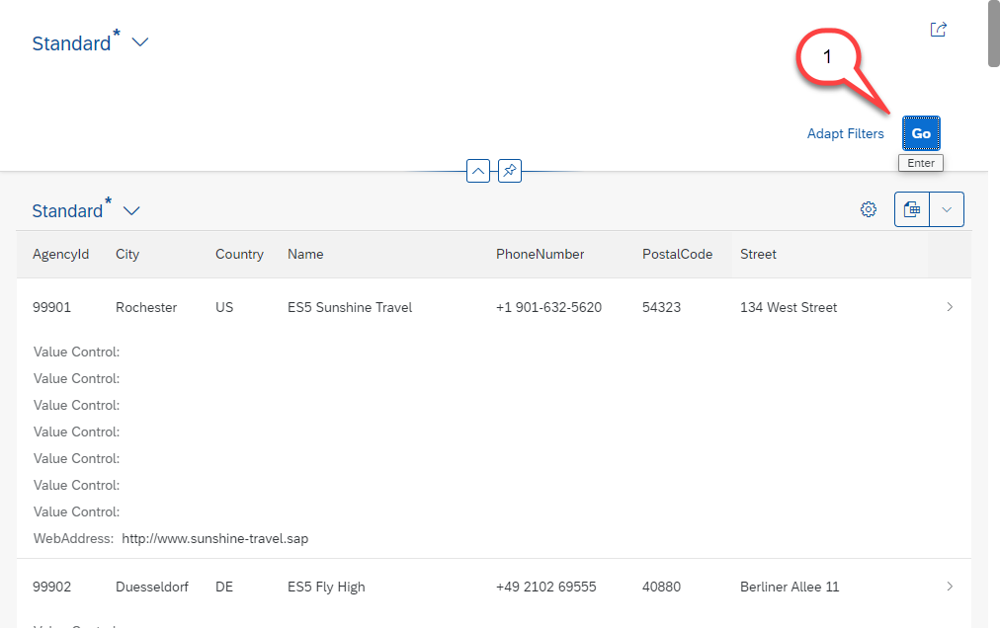 Standard*
1
Adapt Filters Go
Enter
Standard*
AgencyId City Country Name PhoneNumber PostalCode Street
99901 Rochester US ES5 Sunshine Travel +1 901-632-5620 54323 134 West Street
Value Control:
Value Control:
Value Control:
Value Control:
Value Control:
Value Control:
Value Control:
WebAddress: http://www.sunshine-travel.sap
99902 Duesseldorf DE ES5 Fly High +49 2102 69555 40880 Berliner Allee 11